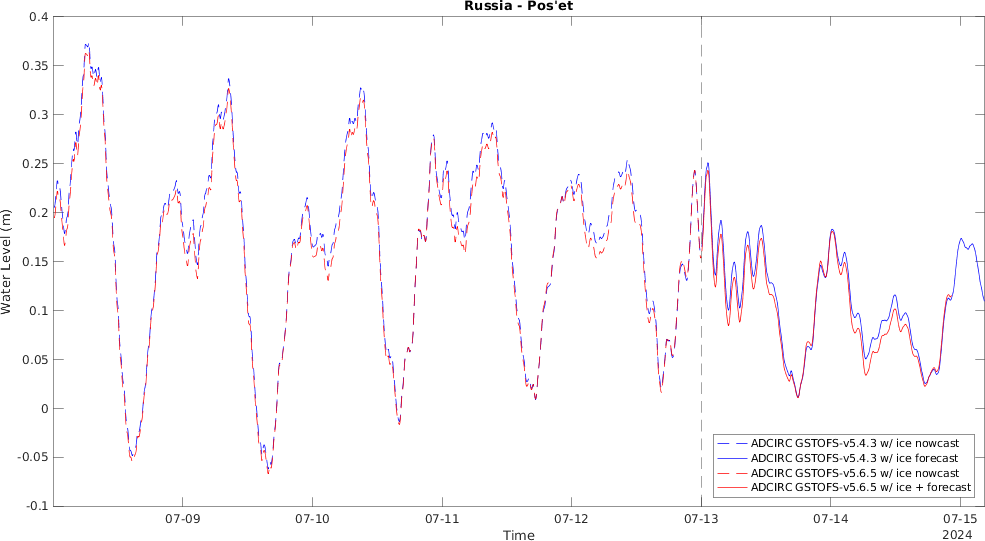 Russia - Pos'et
0.4
0.35
0.3
0.25
0.2
0.15
0.1
0.05
0
-0.05
-0.1
Water Level (m)
ADCIRC GSTOFS-v5.4.3 w/ ice nowcast
ADCIRC GSTOFS-v5.4.3 w/ ice forecast
ADCIRC GSTOFS-v5.6.5 w/ ice nowcast
ADCIRC GSTOFS-v5.6.5 w/ ice + forecast
07-09 07-10 07-11 07-12 07-13 07-14 07-15
Time
2024